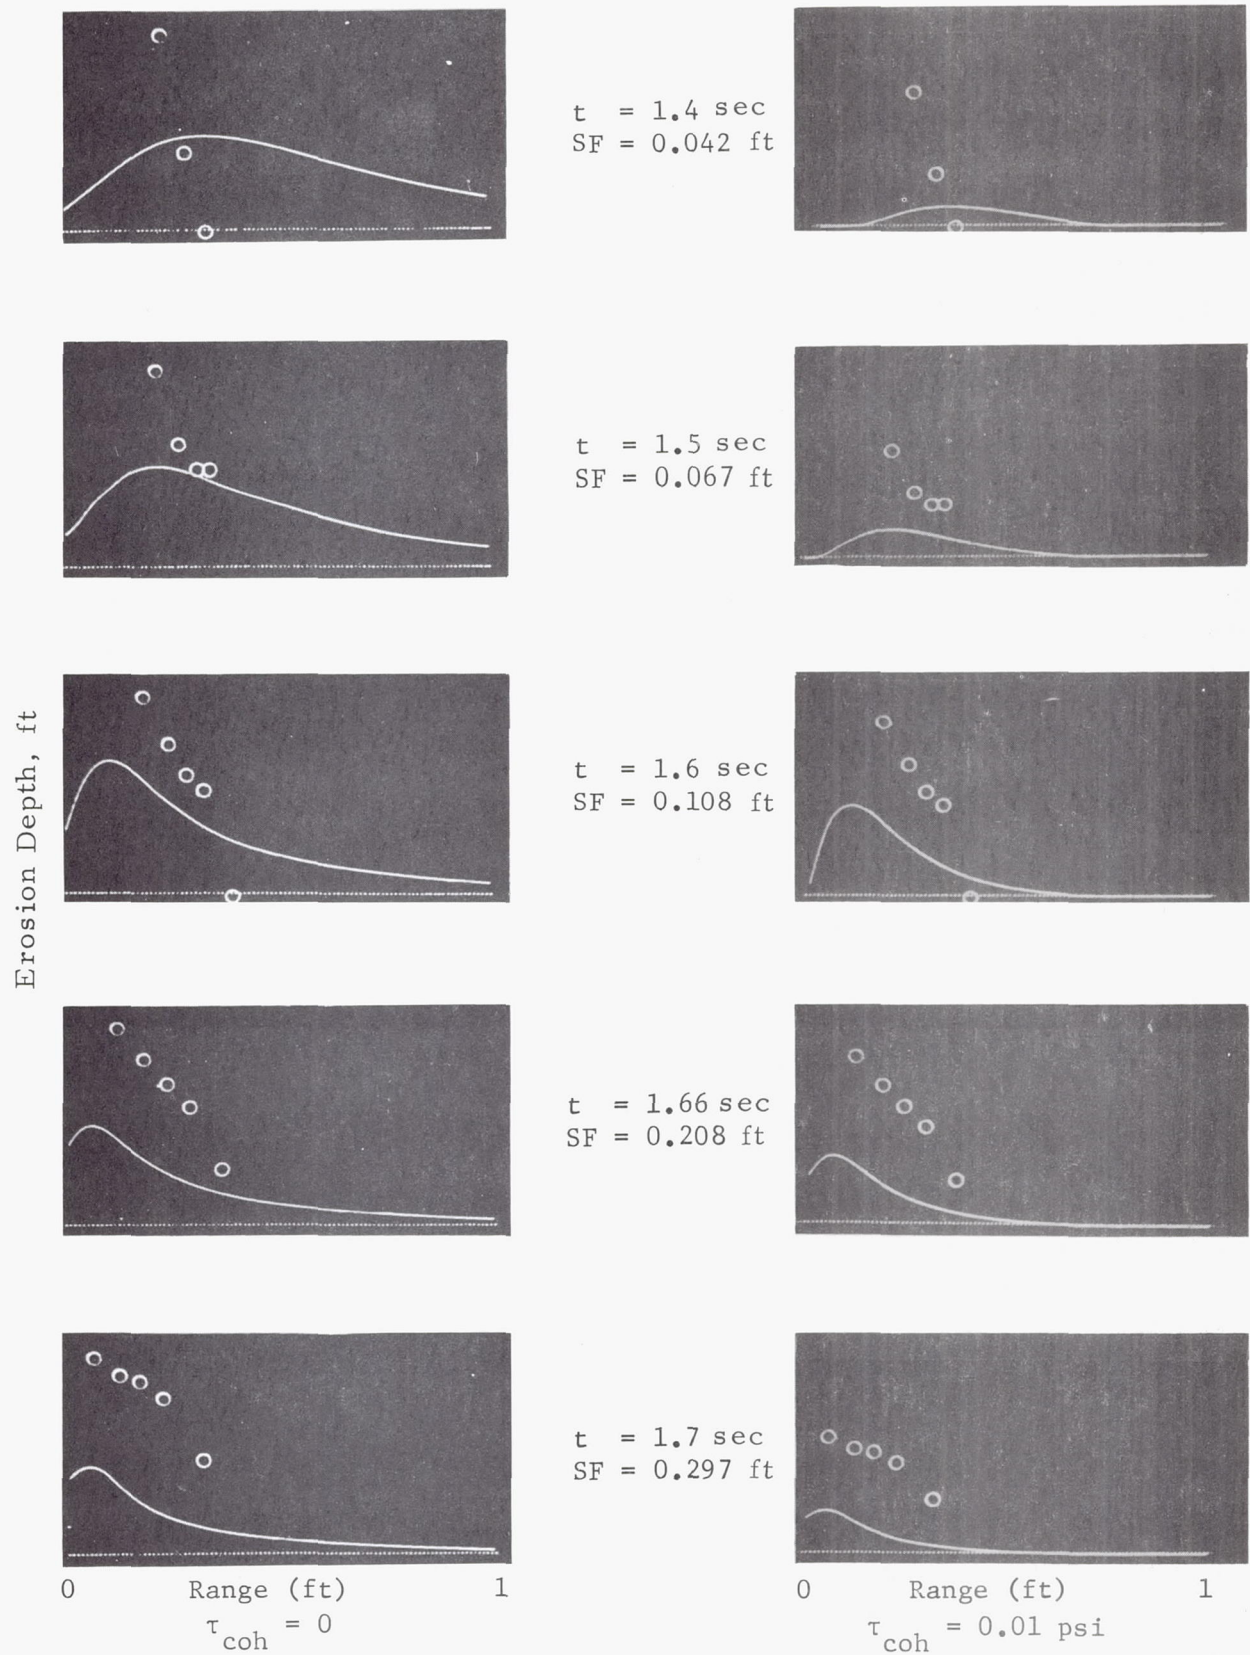 t = 1.4 sec
SF = 0.042 ft
t = 1.5 sec
SF = 0.067 ft
Erosion Depth, ft
t = 1.6 sec
SF = 0.108 ft
t = 1.66 sec
SF = 0.208 ft
t = 1.7 sec
SF = 0.297 ft
0 Range (ft) 1
τcoh = 0
0 Range (ft) 1
τcoh = 0.01 psi